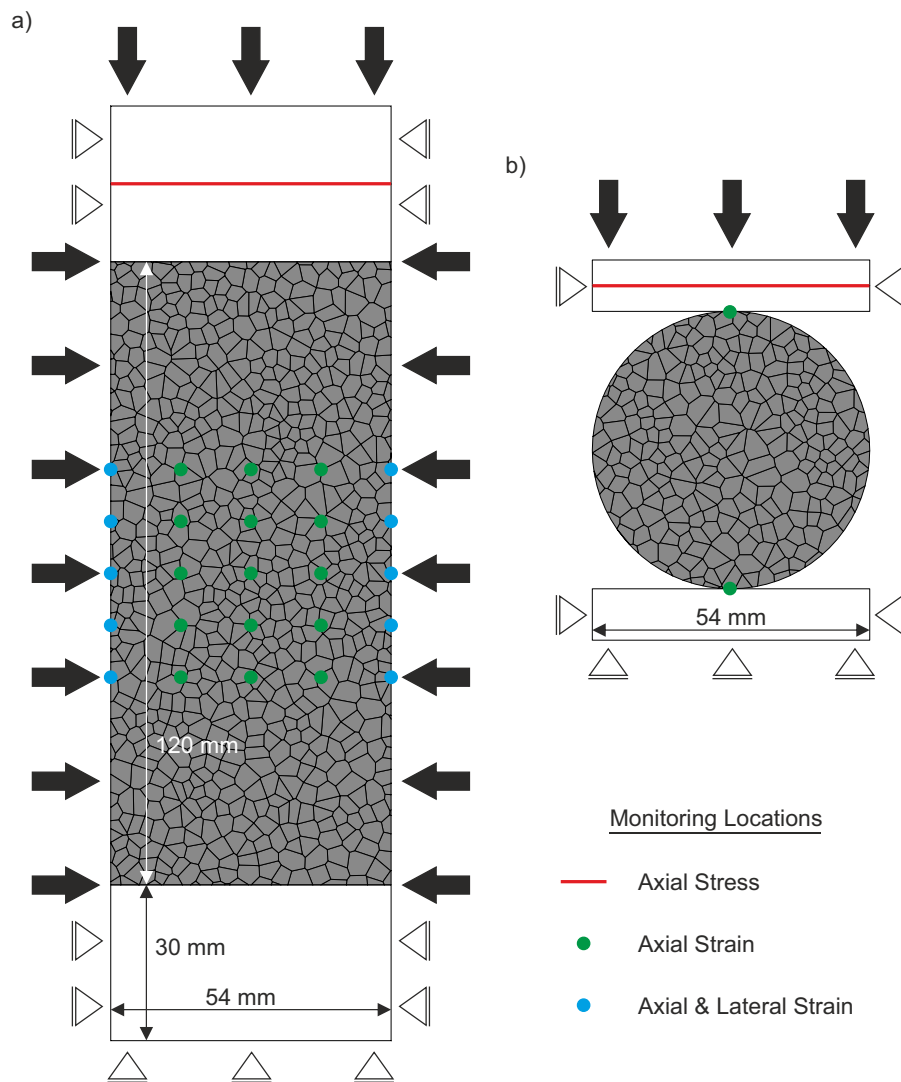 a)
b)
120 mm
30 mm
54 mm
54 mm
Monitoring Locations
Axial Stress
Axial Strain
Axial & Lateral Strain